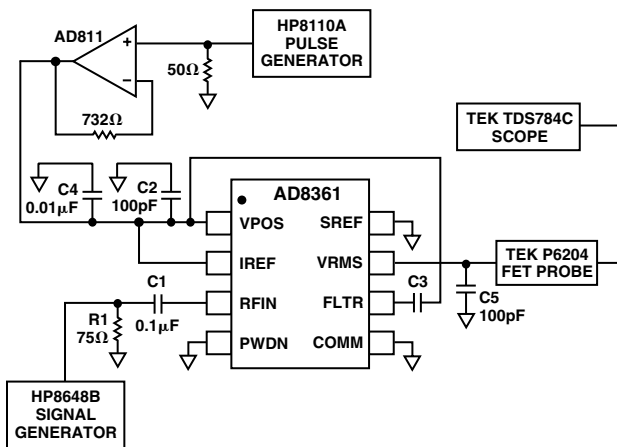 AD811
+
−
HP8110A
PULSE
GENERATOR
50Ω
732Ω
TEK TDS784C
SCOPE
C4
0.01μF
C2
100pF
AD8361
VPOS
SREF
IREF
VRMS
RFIN
FLTR
PWDN
COMM
C1
0.1μF
R1
75Ω
C3
C5
100pF
TEK P6204
FET PROBE
HP8648B
SIGNAL
GENERATOR